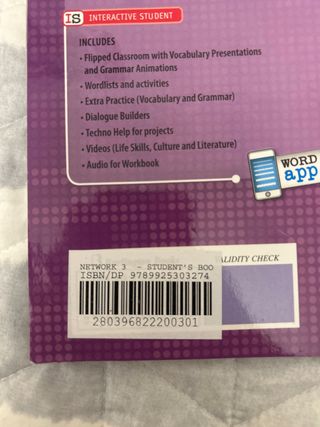 IS INTERACTIVE STUDENT
INCLUDES
• Flipped Classroom with Vocabulary Presentations
and Grammar Animations
• Wordlists and activities
• Extra Practice (Vocabulary and Grammar)
• Dialogue Builders
• Techno Help for projects
• Videos (Life Skills, Culture and Literature)
• Audio for Workbook
WORD
app
ALIDITY CHECK
NETWORK 3 - STUDENT'S BOO
ISBN/DP 9789925303274
280396822200301